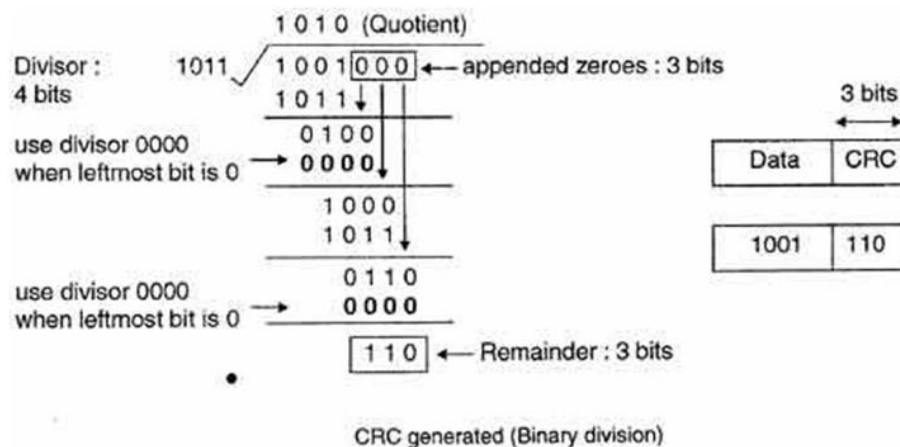 1 0 1 0 (Quotient)
Divisor : 1011 1 0 0 1 0 0 0 appended zeroes : 3 bits
4 bits
1 0 1 1
3 bits
0 1 0 0
use divisor 0000
when leftmost bit is 0
0 0 0 0
Data CRC
1 0 0 0
1 0 1 1
1001 110
0 1 1 0
use divisor 0000
when leftmost bit is 0
0 0 0 0
1 1 0 Remainder : 3 bits
CRC generated (Binary division)